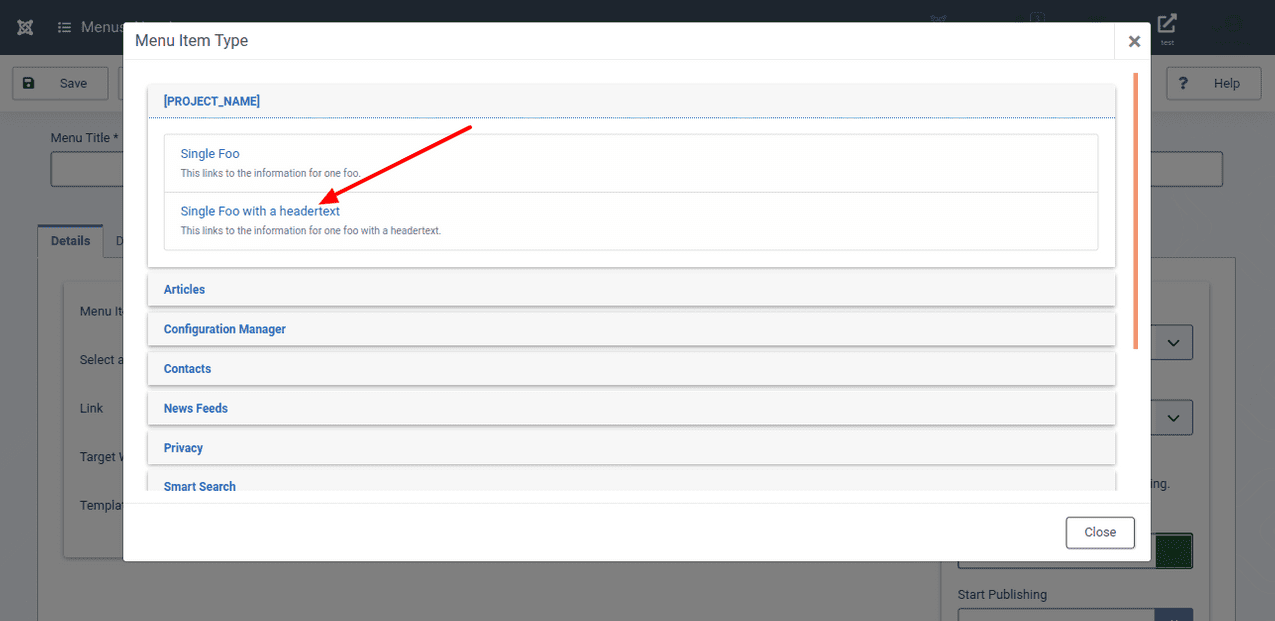 Menus
test
Menu Item Type
Save
? Help
[PROJECT_NAME]
Menu Title *
Single Foo
This links to the information for one foo.
Single Foo with a headertext
This links to the information for one foo with a headertext.
Details
D
Articles
Menu Ite
Configuration Manager
Select a
Contacts
Link
News Feeds
Privacy
Target W
ing.
Smart Search
Templat
Close
Start Publishing